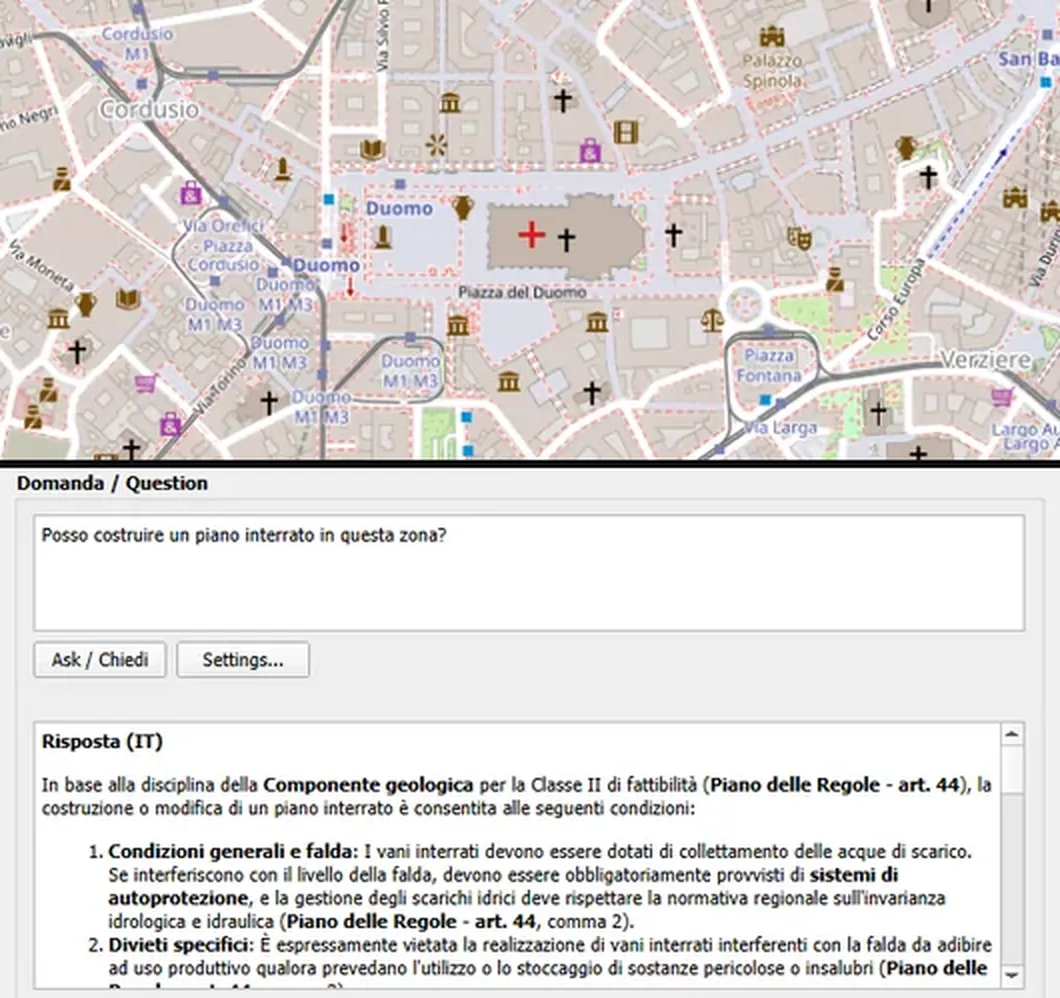 Cordusio
M1
Cordusio
Via Silvio P
Palazzo
Spinola
San Ba
no Negri
Duomo
Via Orefici
- Piazza
Cordusio
Duomo
Duomo
M1 M3
Duomo
M1 M3
Via Moneta
Piazza del Duomo
Corso Europa
Via Du
Duomo
M1 M3
Duomo
M1 M3
Piazza
Fontana
Verziere
Via Torino
Duomo
M1 M3
Via Larga
Largo Au
Largo A
Domanda / Question
Posso costruire un piano interrato in questa zona?
Ask / Chiedi
Settings...
Risposta (IT)
In base alla disciplina della Componente geologica per la Classe II di fattibilità (Piano delle Regole - art. 44), la
costruzione o modifica di un piano interrato è consentita alle seguenti condizioni:
1. Condizioni generali e falda: I vani interrati devono essere dotati di collettamento delle acque di scarico.
Se interferiscono con il livello della falda, devono essere obbligatoriamente provvisti di sistemi di
autoprotezione, e la gestione degli scarichi idrici deve rispettare la normativa regionale sull'invarianza
idrologica e idraulica (Piano delle Regole - art. 44, comma 2).
2. Divieti specifici: È espressamente vietata la realizzazione di vani interrati interferenti con la falda da adibire
ad uso produttivo qualora prevedano l'utilizzo o lo stoccaggio di sostanze pericolose o insalubri (Piano delle